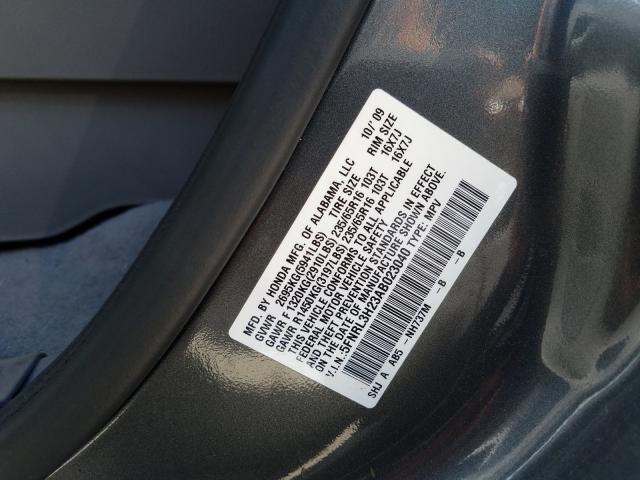 MFD. BY HONDA MFG. OF ALABAMA, LLC 10/'09
GVWR 2695KG(5941LBS) TIRE SIZE RIM SIZE
GAWR F 1320KG(2910LBS) 235/65R16 103T 16X7J
GAWR R1450KG(3197LBS) 235/65R16 103T 16X7J
THIS VEHICLE CONFORMS TO ALL APPLICABLE
FEDERAL MOTOR VEHICLE SAFETY
AND THEFT PREVENTION STANDARDS IN EFFECT
ON THE DATE OF MANUFACTURE SHOWN ABOVE.
V.I.N.:5FNRL3H23AB023040 TYPE: MPV
SHJ A AB5 -NH737M -B -B